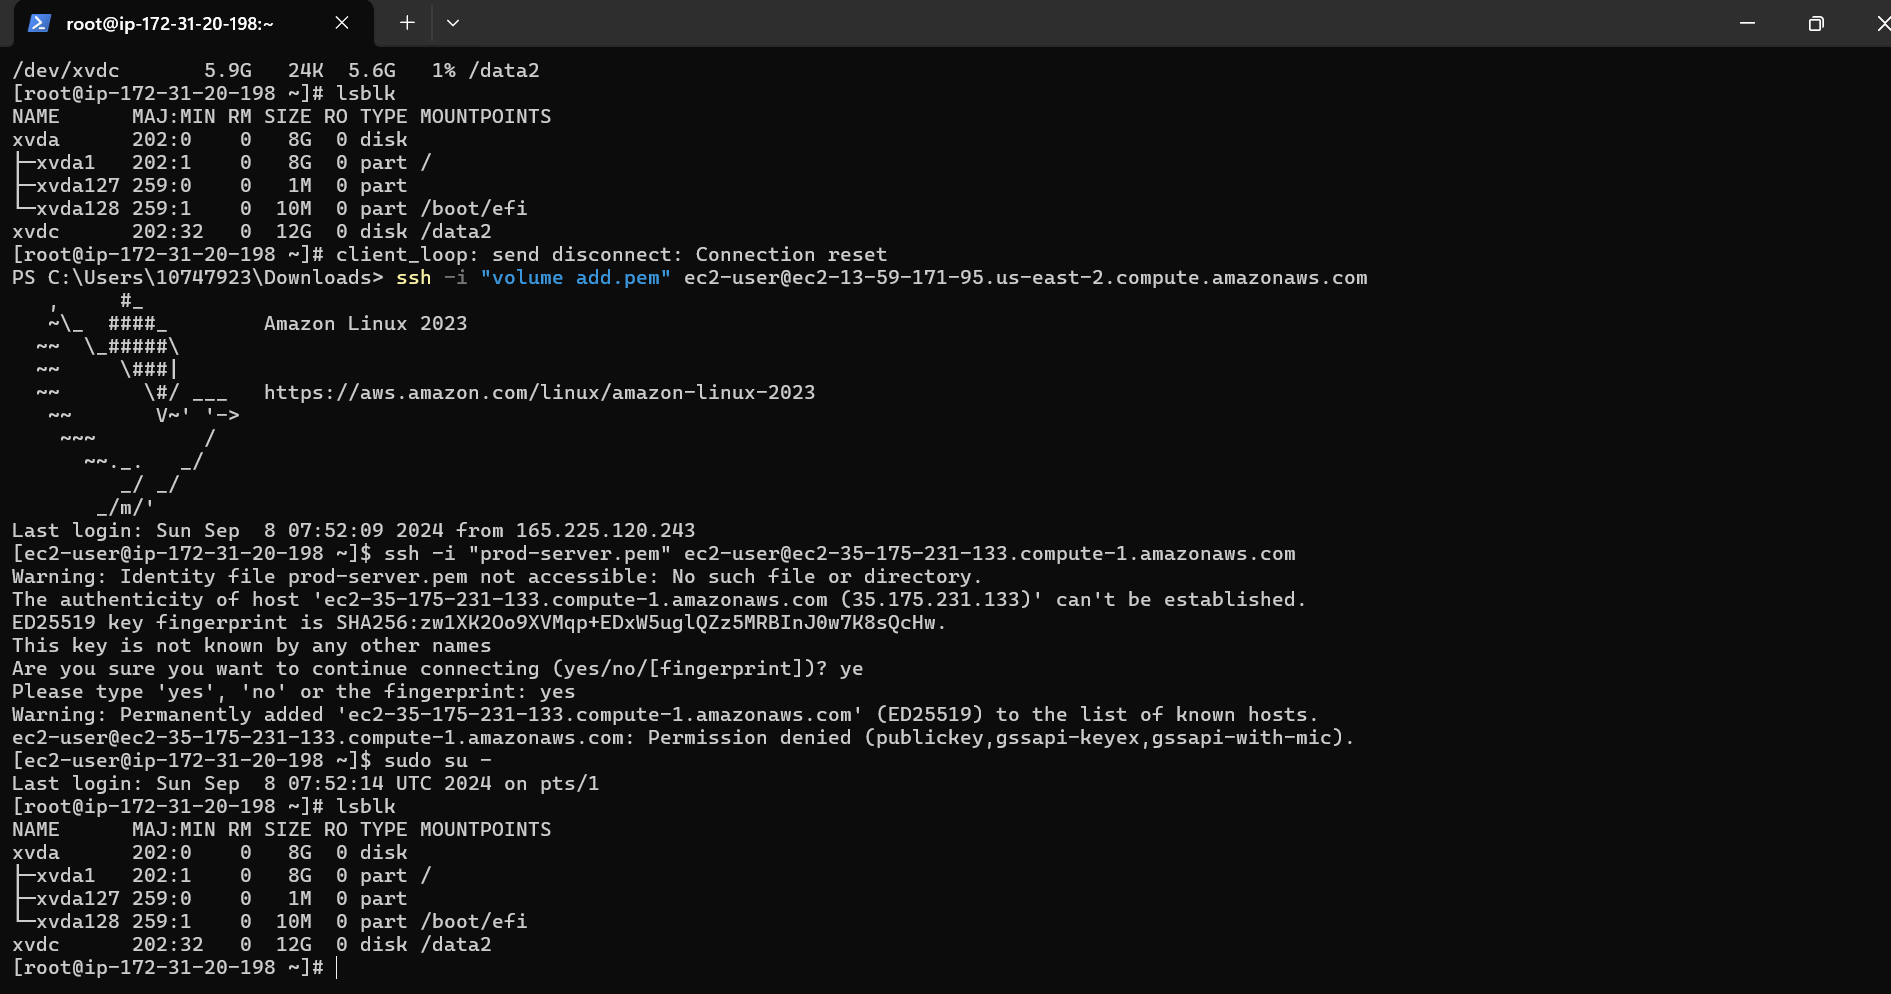 root@ip-172-31-20-198:~
/dev/xvdc       5.9G   24K  5.6G   1% /data2
[root@ip-172-31-20-198 ~]# lsblk
NAME      MAJ:MIN RM SIZE RO TYPE MOUNTPOINTS
xvda      202:0    0   8G  0 disk
├─xvda1   202:1    0   8G  0 part /
├─xvda127 259:0    0   1M  0 part
└─xvda128 259:1    0  10M  0 part /boot/efi
xvdc      202:32   0  12G  0 disk /data2
[root@ip-172-31-20-198 ~]# client_loop: send disconnect: Connection reset
PS C:\Users\10747923\Downloads> ssh -i "volume add.pem" ec2-user@ec2-13-59-171-95.us-east-2.compute.amazonaws.com
   ,     #_
   ~\_  ####_        Amazon Linux 2023
  ~~  \_#####\
  ~~     \###|
  ~~       \#/ ___   https://aws.amazon.com/linux/amazon-linux-2023
   ~~       V~' '->
    ~~~         /
      ~~._.   _/
         _/ _/
       _/m/'
Last login: Sun Sep  8 07:52:09 2024 from 165.225.120.243
[ec2-user@ip-172-31-20-198 ~]$ ssh -i "prod-server.pem" ec2-user@ec2-35-175-231-133.compute-1.amazonaws.com
Warning: Identity file prod-server.pem not accessible: No such file or directory.
The authenticity of host 'ec2-35-175-231-133.compute-1.amazonaws.com (35.175.231.133)' can't be established.
ED25519 key fingerprint is SHA256:zw1XK2Oo9XVMqp+EDxW5uglQZz5MRBInJ0w7K8sQcHw.
This key is not known by any other names
Are you sure you want to continue connecting (yes/no/[fingerprint])? ye
Please type 'yes', 'no' or the fingerprint: yes
Warning: Permanently added 'ec2-35-175-231-133.compute-1.amazonaws.com' (ED25519) to the list of known hosts.
ec2-user@ec2-35-175-231-133.compute-1.amazonaws.com: Permission denied (publickey,gssapi-keyex,gssapi-with-mic).
[ec2-user@ip-172-31-20-198 ~]$ sudo su -
Last login: Sun Sep  8 07:52:14 UTC 2024 on pts/1
[root@ip-172-31-20-198 ~]# lsblk
NAME      MAJ:MIN RM SIZE RO TYPE MOUNTPOINTS
xvda      202:0    0   8G  0 disk
├─xvda1   202:1    0   8G  0 part /
├─xvda127 259:0    0   1M  0 part
└─xvda128 259:1    0  10M  0 part /boot/efi
xvdc      202:32   0  12G  0 disk /data2
[root@ip-172-31-20-198 ~]#